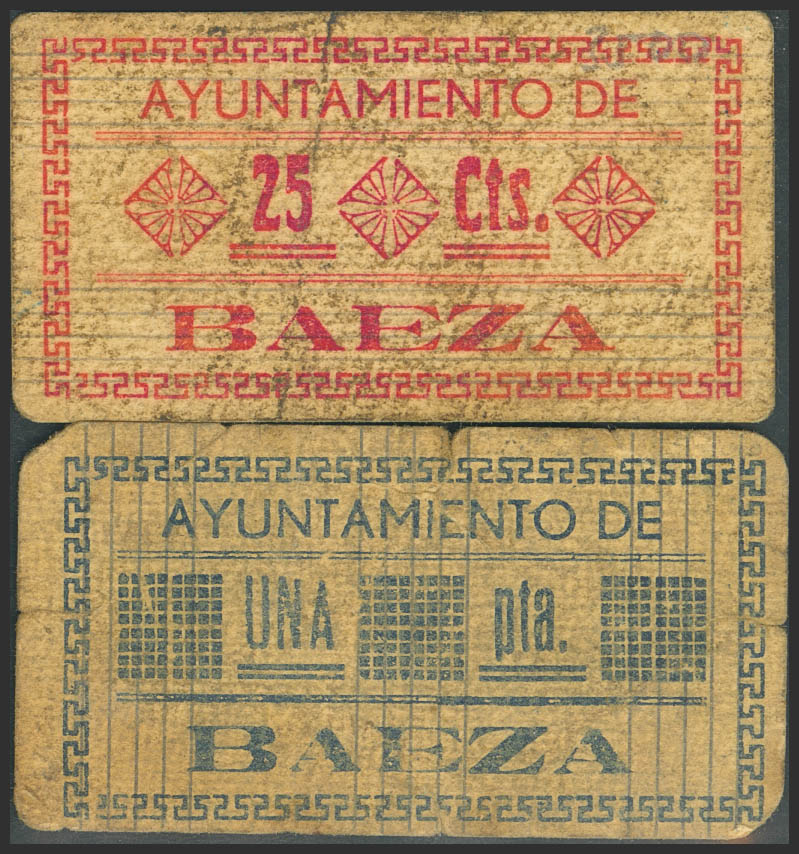 AYUNTAMIENTO DE
25 Cts.
BAEZA
AYUNTAMIENTO DE
UNA pta.
BAEZA